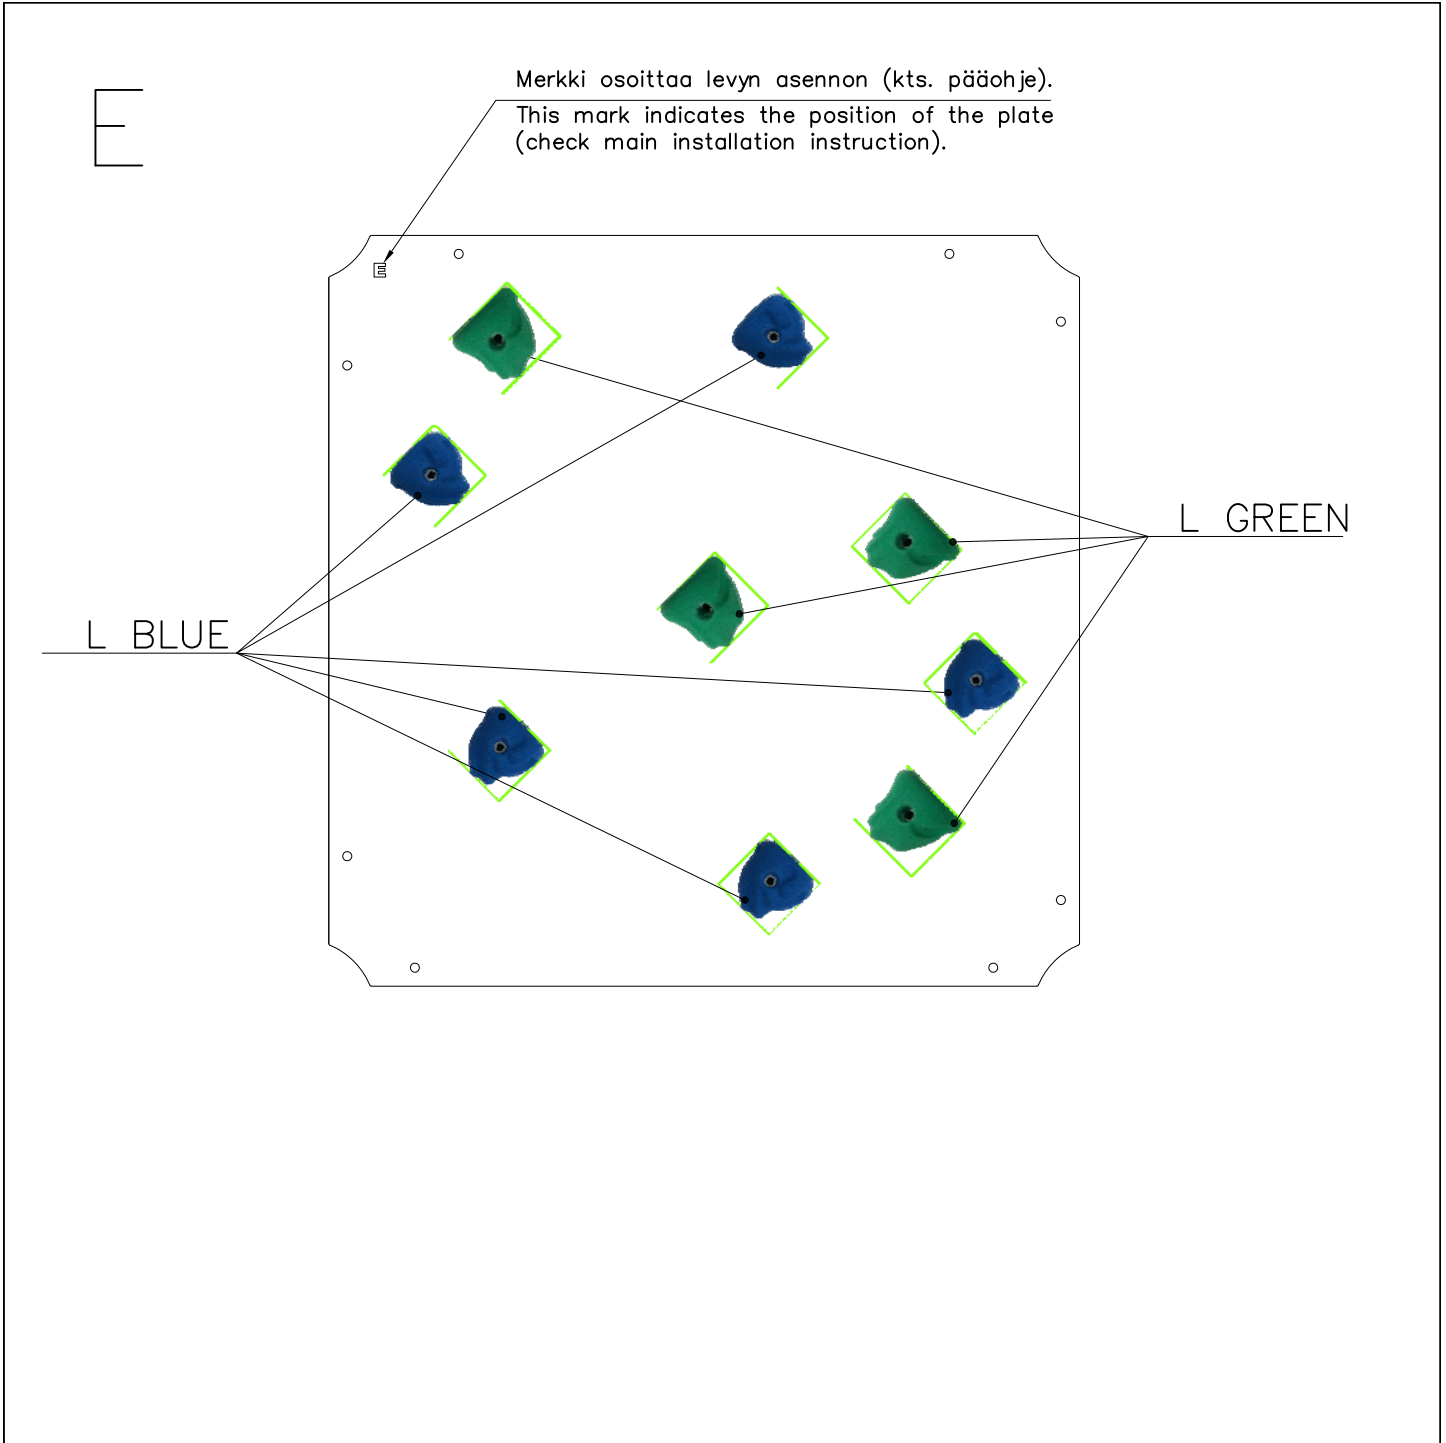 E
Merkki osoittaa levyn asennon (kts. pääohje).
This mark indicates the position of the plate
(check main installation instruction).
E
L GREEN
L BLUE